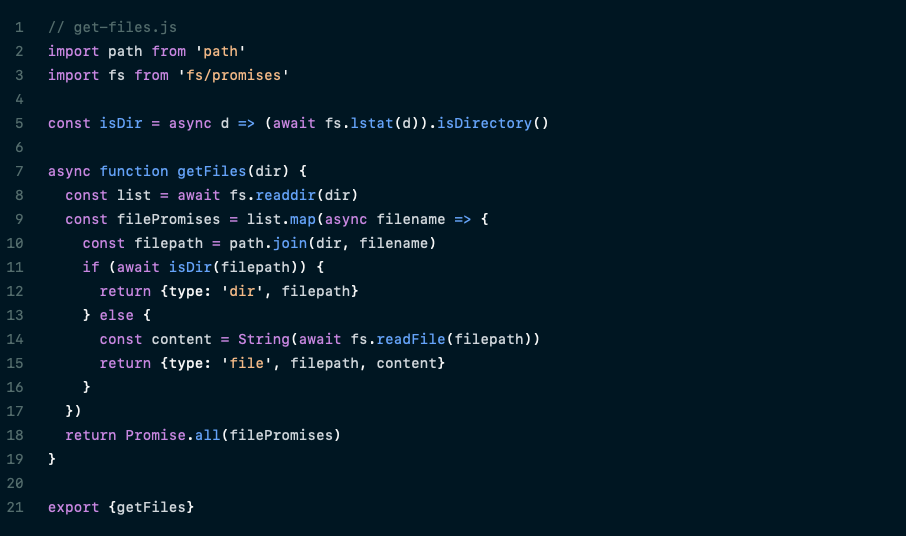 1 // get-files.js
2 import path from 'path'
3 import fs from 'fs/promises'
4
5 const isDir = async d => (await fs.lstat(d)).isDirectory()
6
7 async function getFiles(dir) {
8   const list = await fs.readdir(dir)
9   const filePromises = list.map(async filename => {
10     const filepath = path.join(dir, filename)
11     if (await isDir(filepath)) {
12       return {type: 'dir', filepath}
13     } else {
14       const content = String(await fs.readFile(filepath))
15       return {type: 'file', filepath, content}
16     }
17   })
18   return Promise.all(filePromises)
19 }
20
21 export {getFiles}